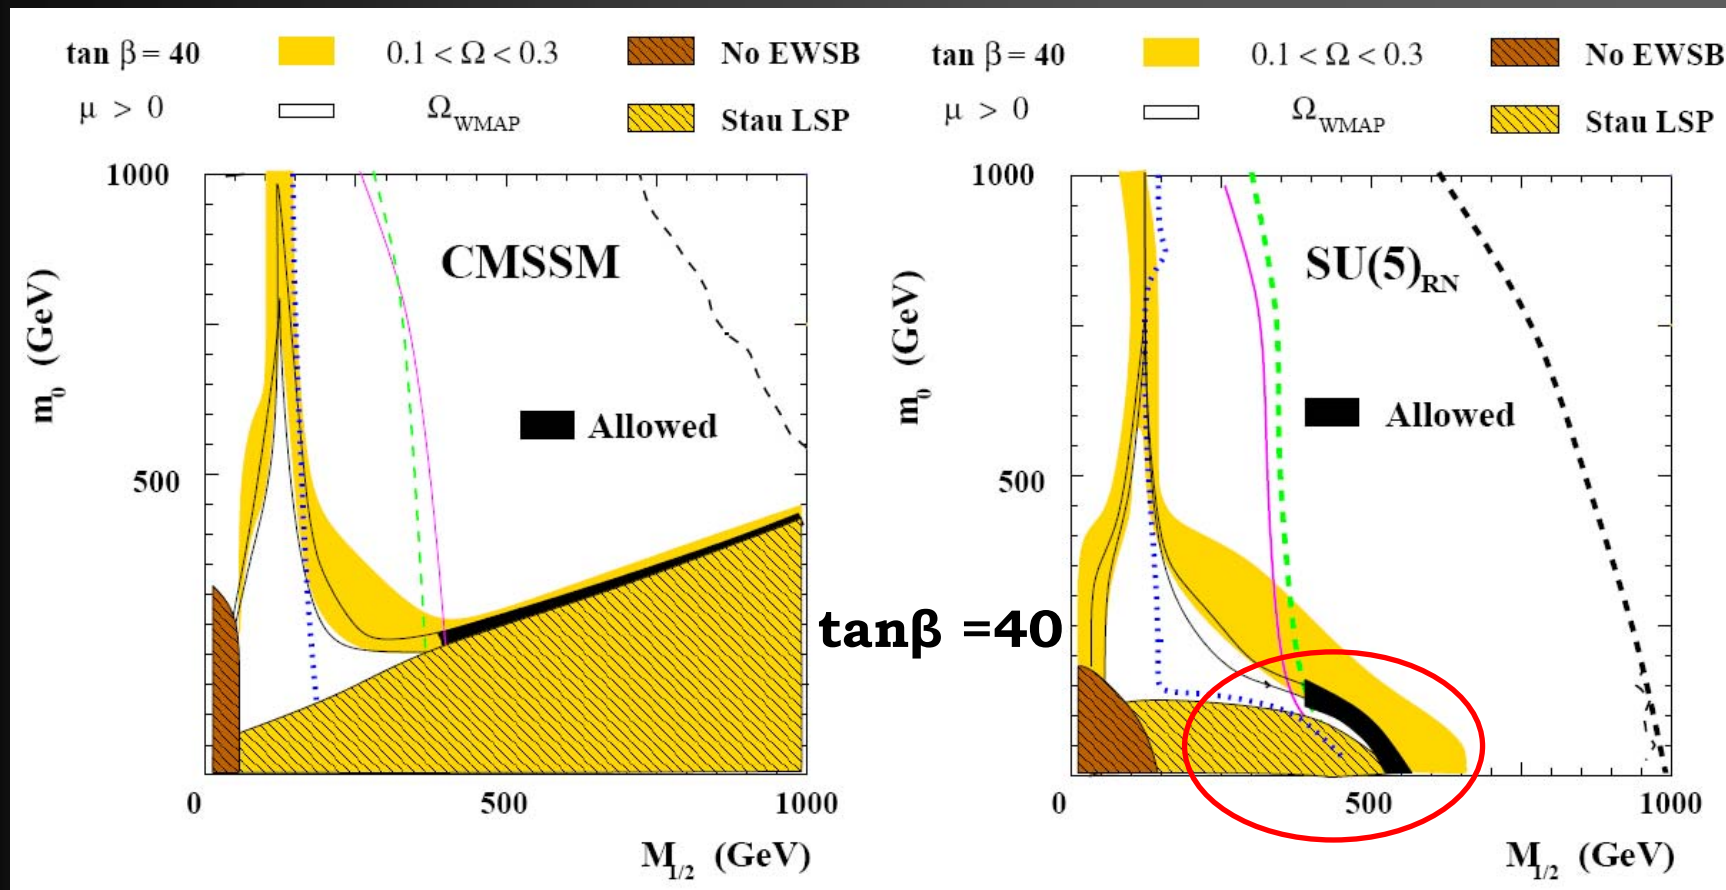 tan β = 40
0.1 < Ω < 0.3
No EWSB
μ > 0
Ω_WMAP
Stau LSP
1000
CMSSM
Allowed
500
m_0 (GeV)
0
500
1000
M_1/2 (GeV)
tanβ =40
tan β = 40
0.1 < Ω < 0.3
No EWSB
μ > 0
Ω_WMAP
Stau LSP
1000
SU(5)_RN
Allowed
500
m_0 (GeV)
0
500
1000
M_1/2 (GeV)